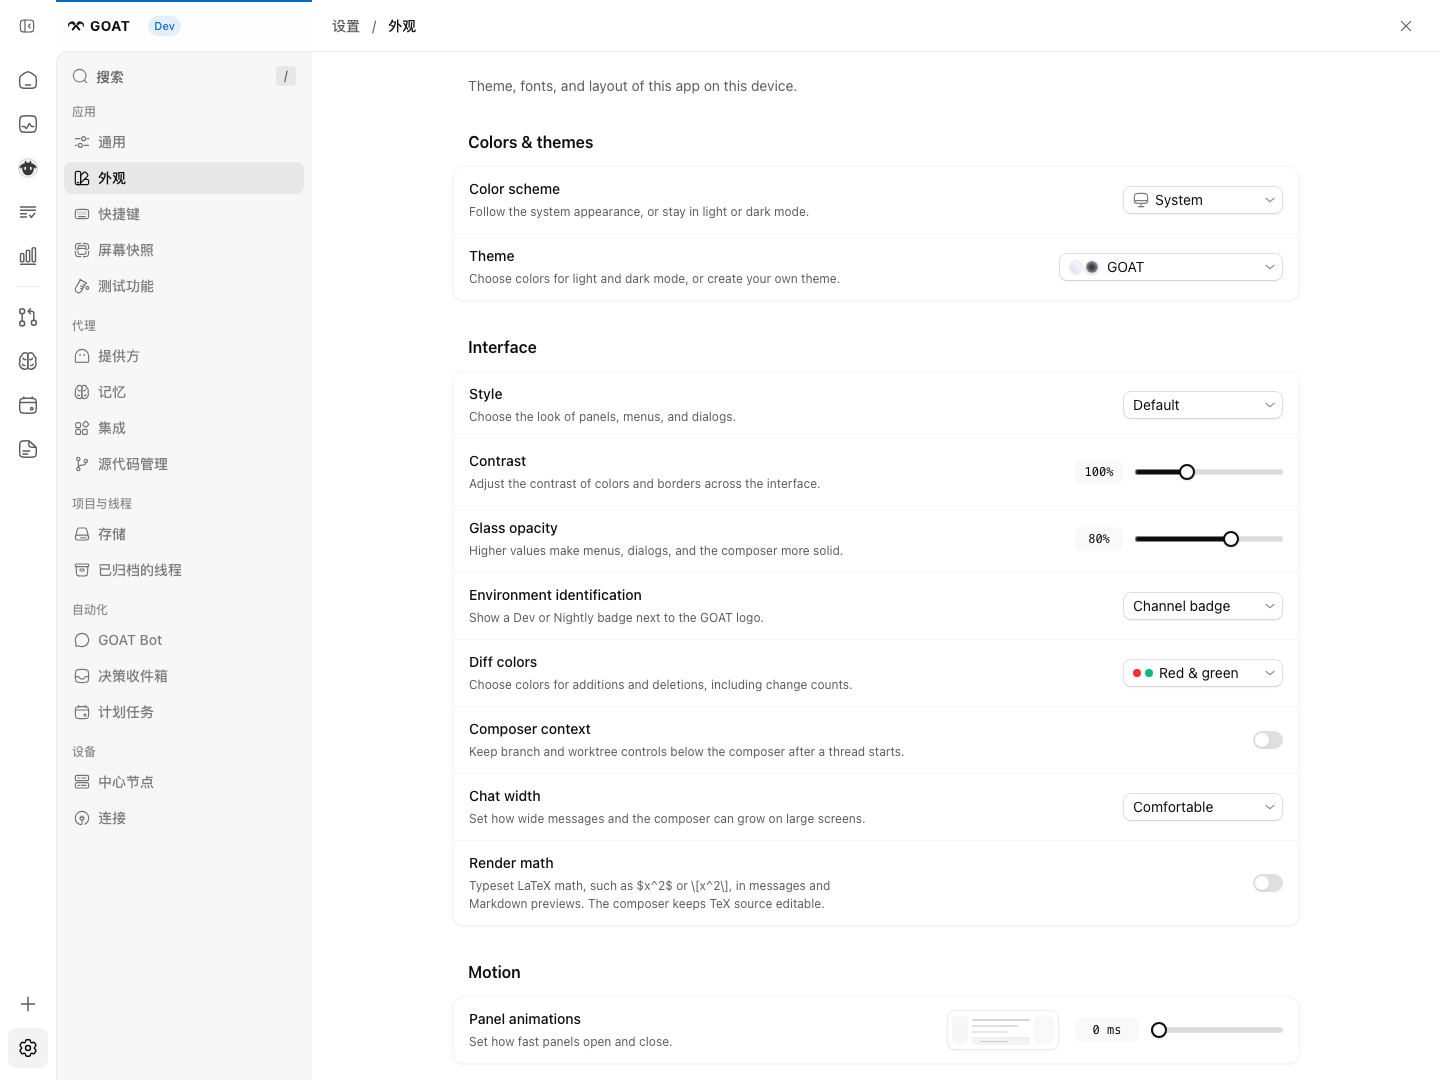 GOAT Dev
设置 / 外观
搜索 /
应用
通用
外观
快捷键
屏幕快照
测试功能
代理
提供方
记忆
集成
源代码管理
项目与线程
存储
已归档的线程
自动化
GOAT Bot
决策收件箱
计划任务
设备
中心节点
连接
Theme, fonts, and layout of this app on this device.
Colors & themes
Color scheme
Follow the system appearance, or stay in light or dark mode.
System
Theme
Choose colors for light and dark mode, or create your own theme.
GOAT
Interface
Style
Choose the look of panels, menus, and dialogs.
Default
Contrast
Adjust the contrast of colors and borders across the interface.
100%
Glass opacity
Higher values make menus, dialogs, and the composer more solid.
80%
Environment identification
Show a Dev or Nightly badge next to the GOAT logo.
Channel badge
Diff colors
Choose colors for additions and deletions, including change counts.
Red & green
Composer context
Keep branch and worktree controls below the composer after a thread starts.
Chat width
Set how wide messages and the composer can grow on large screens.
Comfortable
Render math
Typeset LaTeX math, such as $x^2$ or \[x^2\], in messages and
Markdown previews. The composer keeps TeX source editable.
Motion
Panel animations
Set how fast panels open and close.
0 ms